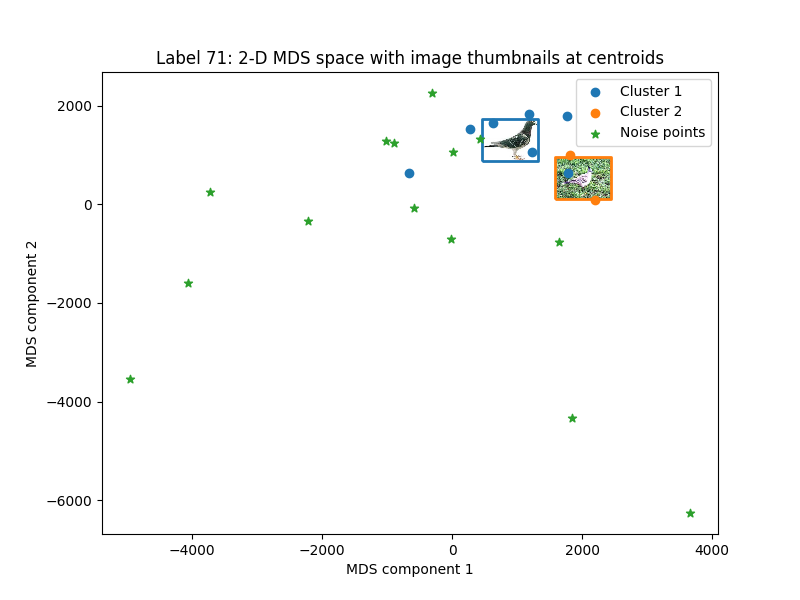 Label 71: 2-D MDS space with image thumbnails at centroids
Cluster 1
Cluster 2
Noise points
2000
0
−2000
−4000
−6000
MDS component 2
−4000 −2000 0 2000 4000
MDS component 1